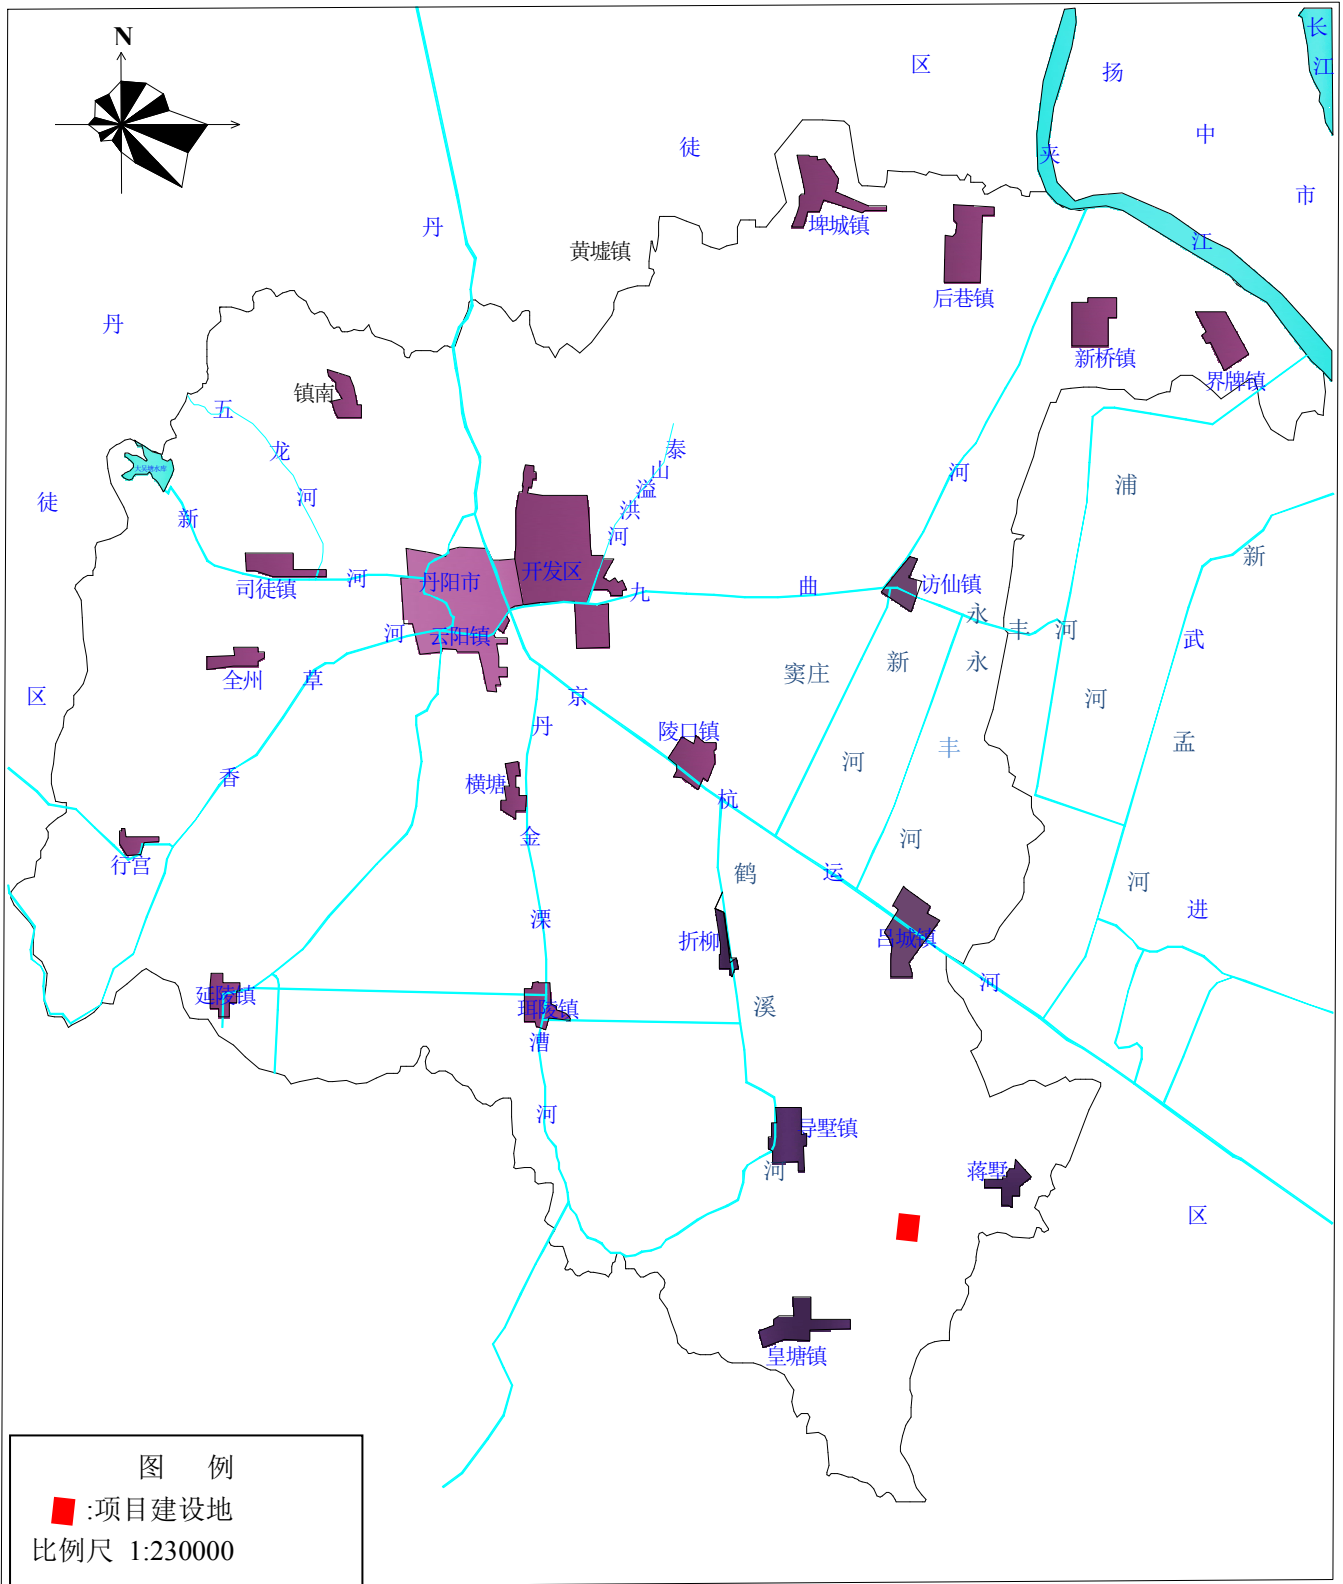 N
长
江
区
扬
中
市
徒
夹
江
丹
黄墟镇
埤城镇
后巷镇
新桥镇
界牌镇
丹
镇南
五
龙
河
泰
山
溢
洪
河
大吴塘水库
徒
新
河
司徒镇
丹阳市
开发区
云阳镇
九
曲
河
访仙镇
浦
河
新
武
孟
河
进
区
永
丰
河
永
丰
河
窦庄
新
河
全州
河
草
香
区
丹
金
溧
漕
河
京
杭
运
河
陵口镇
横塘
行宫
鹤
溪
河
折柳
吕城镇
延陵镇
珥陵镇
导墅镇
蒋墅
皇塘镇
图 例
:项目建设地
比例尺 1:230000